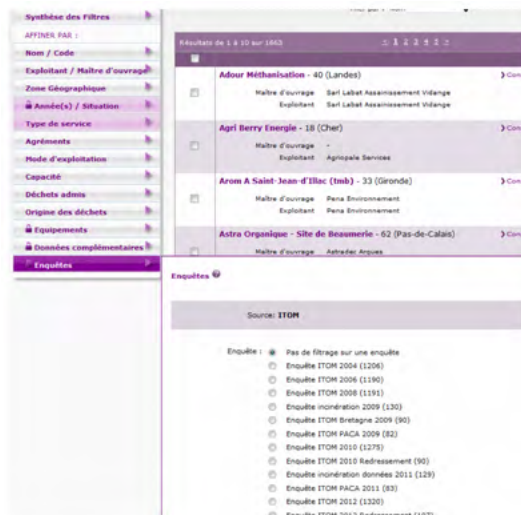 Synthèse des Filtres
AFFINER PAR :
Nom / Code
Exploitant / Maître d'ouvrage
Zone Géographique
Année(s) / Situation
Type de service
Agréments
Mode d'exploitation
Capacité
Déchets admis
Origine des déchets
Equipements
Données complémentaires
Enquêtes
Résultats de 1 à 10 sur 1663
1 2 3 4 5
Adour Méthanisation - 40 (Landes)
Maître d'ouvrage Sarl Labat Assainissement Vidange
Exploitant Sarl Labat Assainissement Vidange
Agri Berry Energie - 18 (Cher)
Maître d'ouvrage -
Exploitant Agriopale Services
Arom A Saint-Jean-d'Illac (tmb) - 33 (Gironde)
Maître d'ouvrage Pena Environnement
Exploitant Pena Environnement
Astra Organique - Site de Beaumerie - 62 (Pas-de-Calais)
Maître d'ouvrage Astradec Arques
Enquêtes
Source: ITOM
Enquête : Pas de filtrage sur une enquête
Enquête ITOM 2004 (1206)
Enquête ITOM 2006 (1190)
Enquête ITOM 2008 (1191)
Enquête incinération 2009 (130)
Enquête ITOM Bretagne 2009 (90)
Enquête ITOM PACA 2009 (82)
Enquête ITOM 2010 (1275)
Enquête ITOM 2010 Redressement (90)
Enquête incinération données 2011 (129)
Enquête ITOM PACA 2011 (83)
Enquête ITOM 2012 (1320)
Enquête ITOM 2012 Redressement